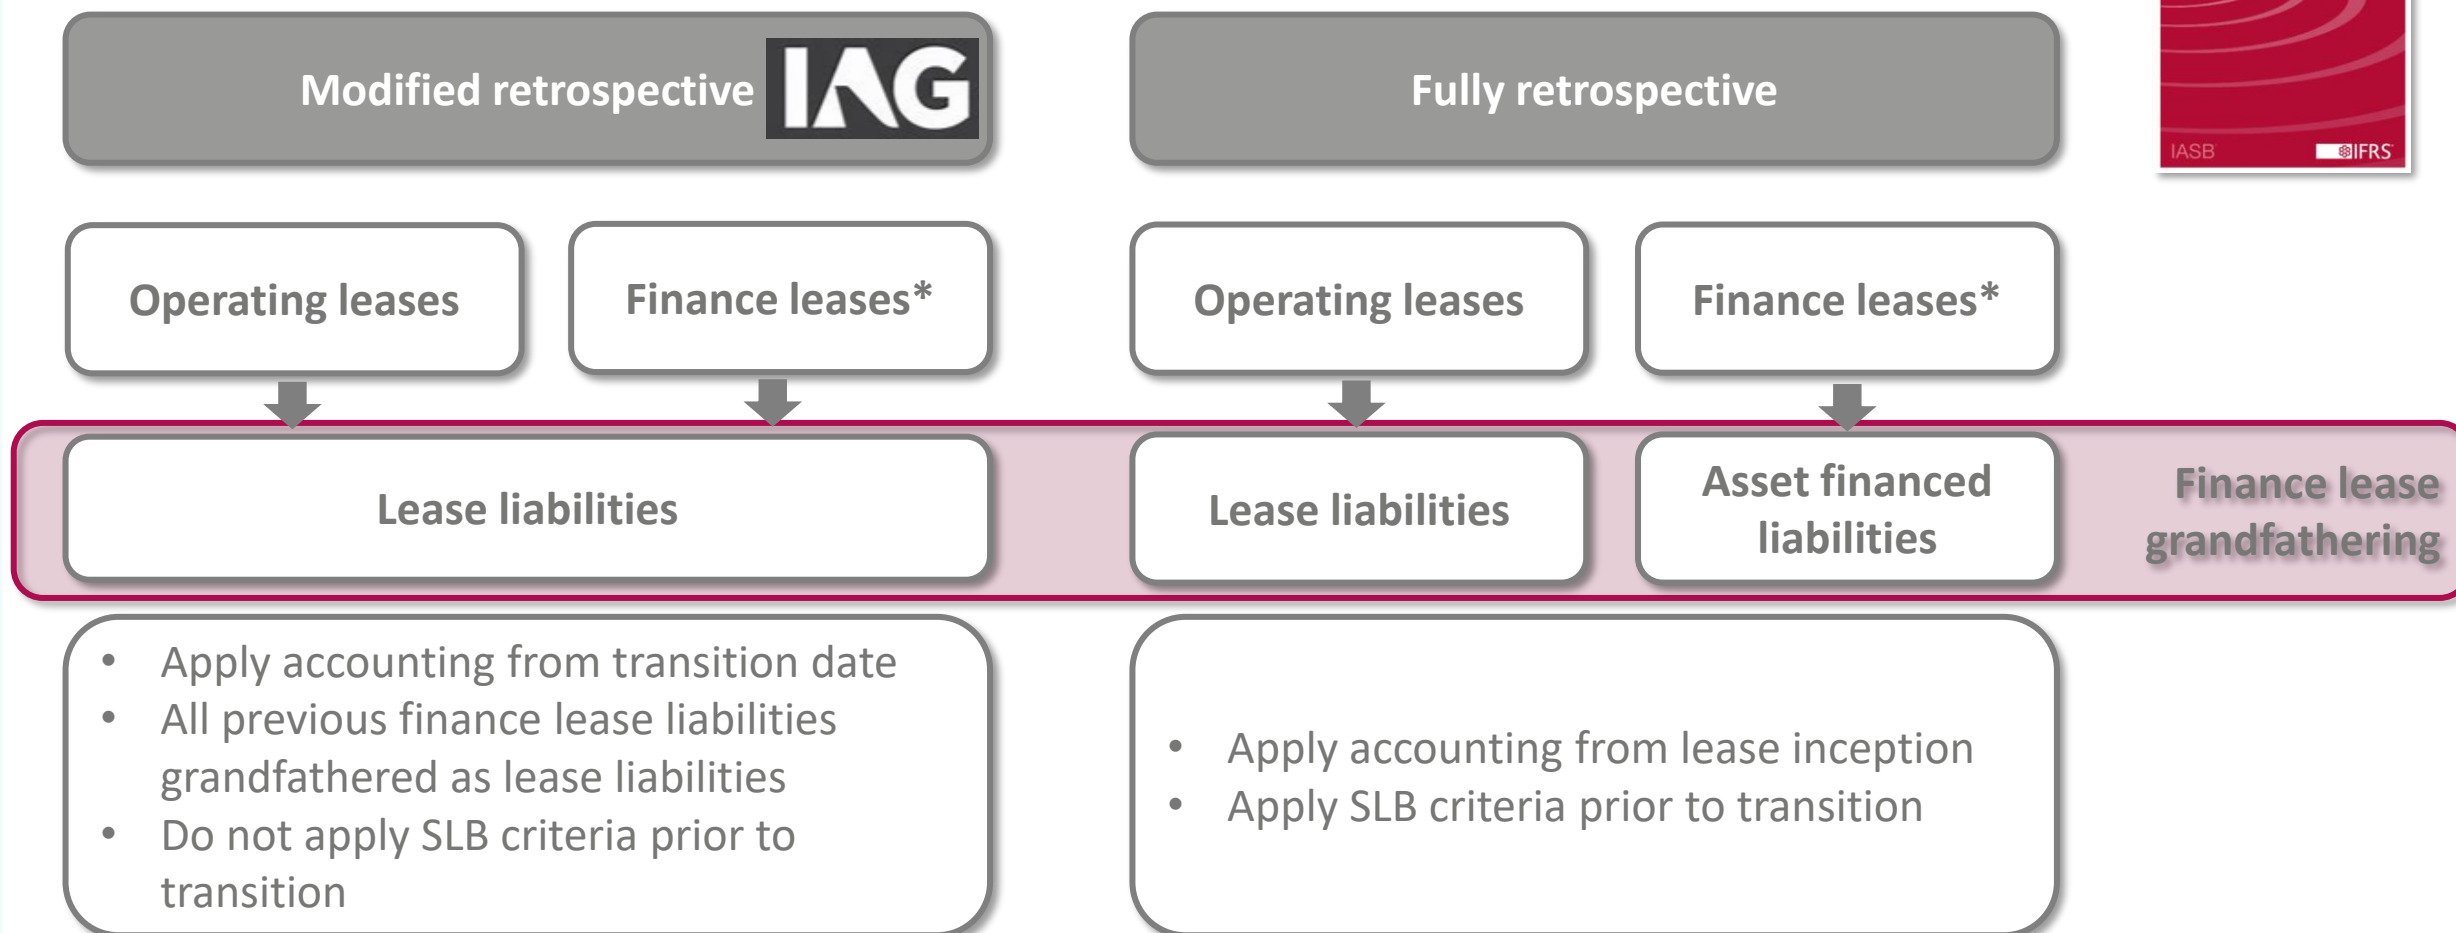 Modified retrospective
IAG
Fully retrospective
IASB
IFRS
Operating leases
Finance leases*
Operating leases
Finance leases*
Lease liabilities
Lease liabilities
Asset financed
liabilities
Finance lease
grandfathering
• Apply accounting from transition date
• All previous finance lease liabilities
grandfathered as lease liabilities
• Do not apply SLB criteria prior to
transition
• Apply accounting from lease inception
• Apply SLB criteria prior to transition